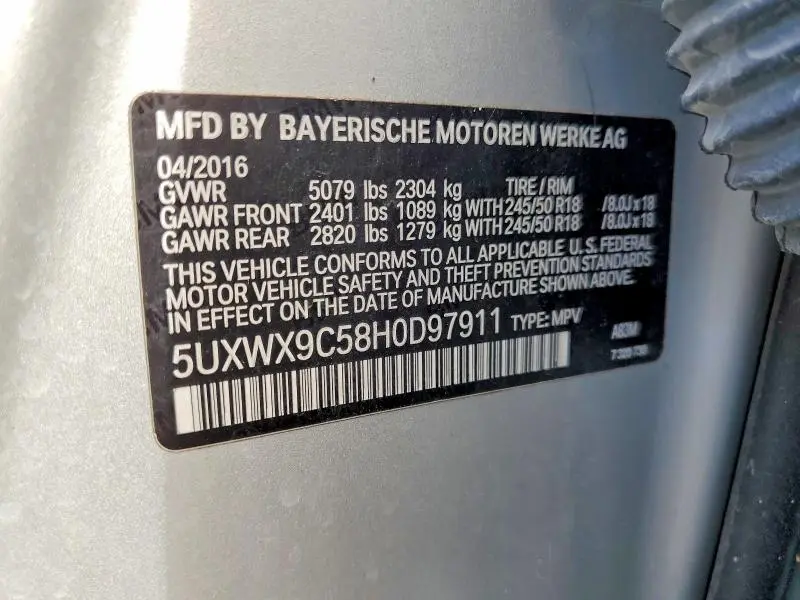 MFD BY BAYERISCHE MOTOREN WERKE AG
04/2016
GVWR 5079 lbs 2304 kg TIRE / RIM
GAWR FRONT 2401 lbs 1089 kg WITH 245/50 R18 /8.0J x 18
GAWR REAR 2820 lbs 1279 kg WITH 245/50 R18 /8.0J x 18
THIS VEHICLE CONFORMS TO ALL APPLICABLE U.S. FEDERAL
MOTOR VEHICLE SAFETY AND THEFT PREVENTION STANDARDS
IN EFFECT ON THE DATE OF MANUFACTURE SHOWN ABOVE.
5UXWX9C58H0D97911 TYPE: MPV
A83M